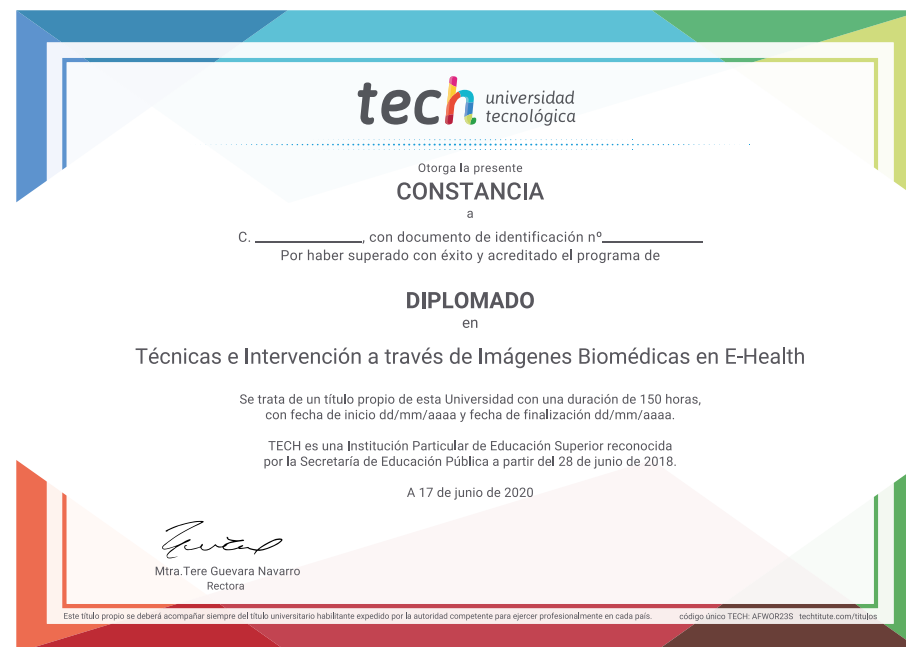 tech universidad
tecnológica
Otorga la presente
CONSTANCIA
a
C. ____________, con documento de identificación nº____________
Por haber superado con éxito y acreditado el programa de
DIPLOMADO
en
Técnicas e Intervención a través de Imágenes Biomédicas en E-Health
Se trata de un título propio de esta Universidad con una duración de 150 horas,
con fecha de inicio dd/mm/aaaa y fecha de finalización dd/mm/aaaa.
TECH es una Institución Particular de Educación Superior reconocida
por la Secretaría de Educación Pública a partir del 28 de junio de 2018.
A 17 de junio de 2020
Mtra.Tere Guevara Navarro
Rectora
Este título propio se deberá acompañar siempre del título universitario habilitante expedido por la autoridad competente para ejercer profesionalmente en cada país. código único TECH: AFWOR23S techtitute.com/titulos